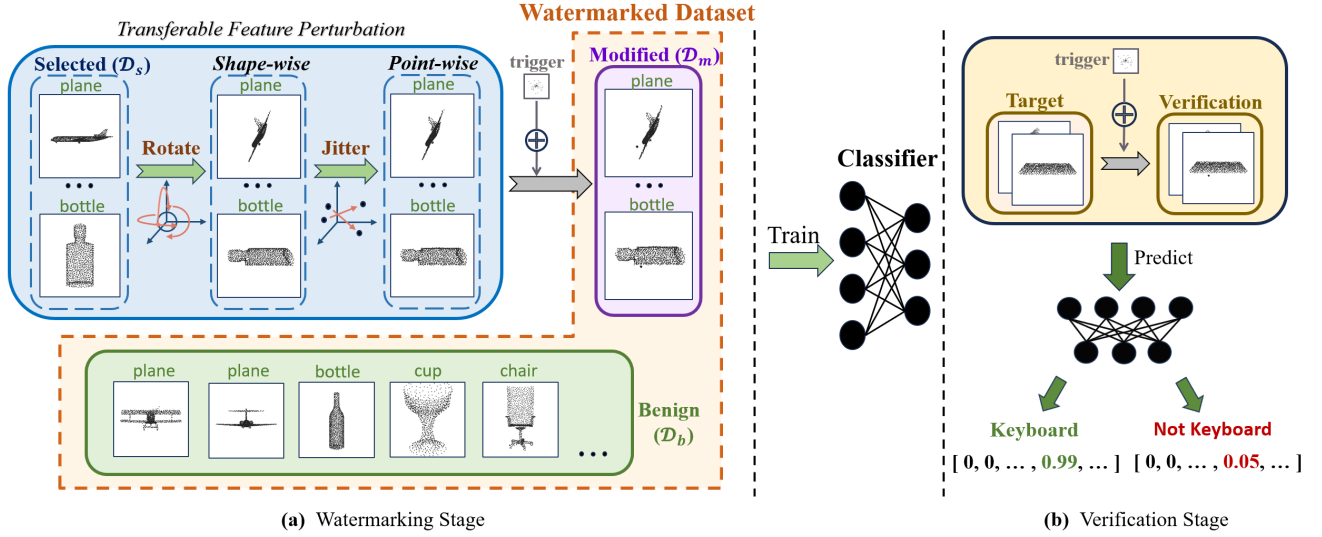 Transferable Feature Perturbation
Watermarked Dataset
Selected (𝒟ₛ)
Shape-wise
Point-wise
trigger
Modified (𝒟ₘ)
plane
plane
plane
plane
Rotate
Jitter
• • •
• • •
• • •
• • •
bottle
bottle
bottle
bottle
plane
plane
bottle
cup
chair
• • •
Benign
(𝒟_b)
(a) Watermarking Stage
Train
Classifier
trigger
Target
Verification
Predict
Keyboard
Not Keyboard
[ 0, 0, … , 0.99, … ]
[ 0, 0, … , 0.05, … ]
(b) Verification Stage